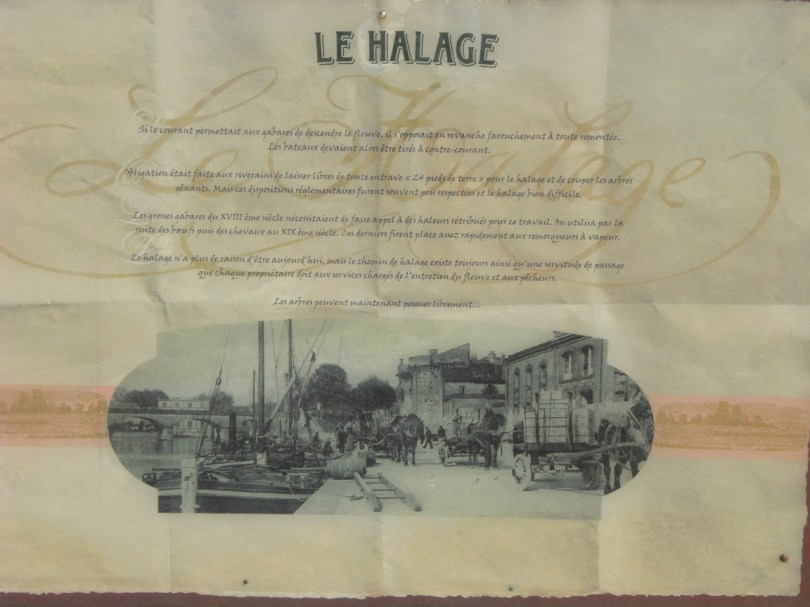 LE HALAGE
Le Halage
Si le courant permettait aux gabares de descendre le fleuve, il s'opposait en revanche farouchement à toute remontée.
Les bateaux devaient alors être tirés à contre-courant.
Obligation était faite aux riverains de laisser libres de toute entrave « 24 pieds de terre » pour le halage et de couper les arbres
gênants. Mais ces dispositions réglementaires furent souvent peu respectées et le halage bien difficile.
Les grosses gabares du XVIII ème siècle nécessitaient de faire appel à des haleurs rétribués pour ce travail. On utilisa par la
suite des bœufs puis des chevaux au XIX ème siècle. Ces derniers firent place assez rapidement aux remorqueurs à vapeur.
Le halage n'a plus de raison d'être aujourd'hui, mais le chemin de halage existe toujours ainsi qu'une servitude de passage
que chaque propriétaire doit aux services chargés de l'entretien du fleuve et aux pêcheurs.
Les arbres peuvent maintenant pousser librement...